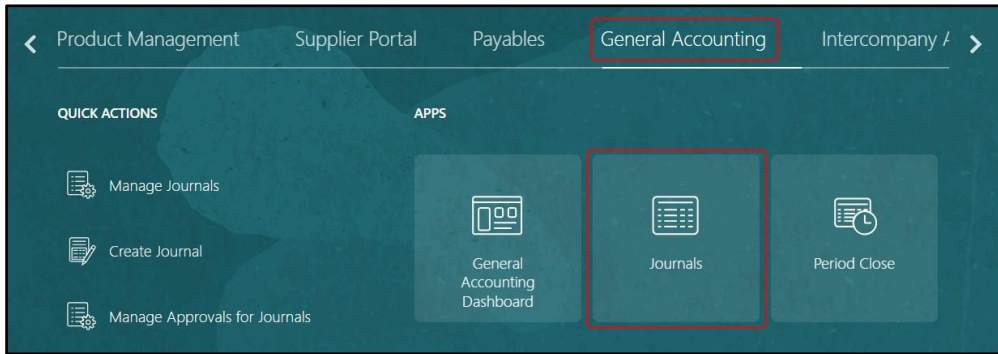 Product Management Supplier Portal Payables General Accounting Intercompany A
QUICK ACTIONS APPS
Manage Journals
Create Journal
Manage Approvals for Journals
General
Accounting
Dashboard
Journals
Period Close